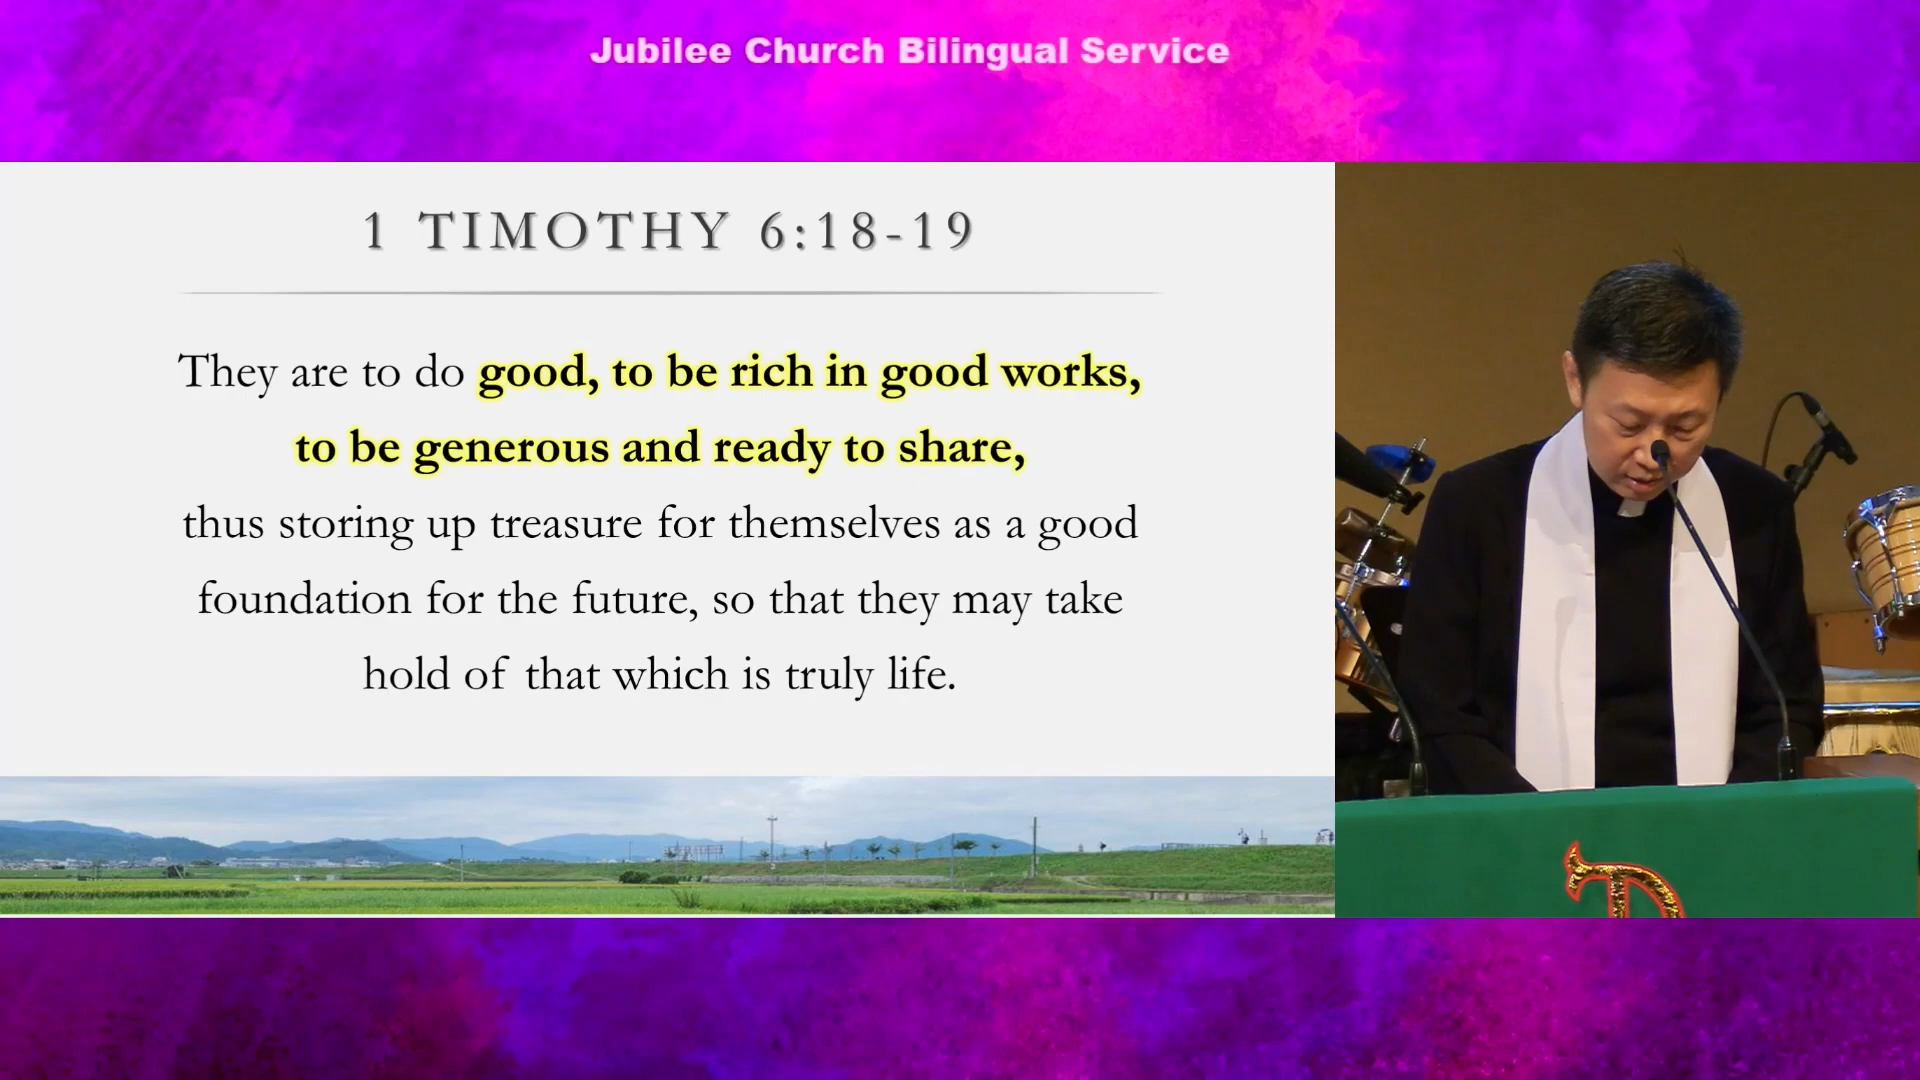 Jubilee Church Bilingual Service
1 TIMOTHY 6:18-19
They are to do good, to be rich in good works,
to be generous and ready to share,
thus storing up treasure for themselves as a good
foundation for the future, so that they may take
hold of that which is truly life.